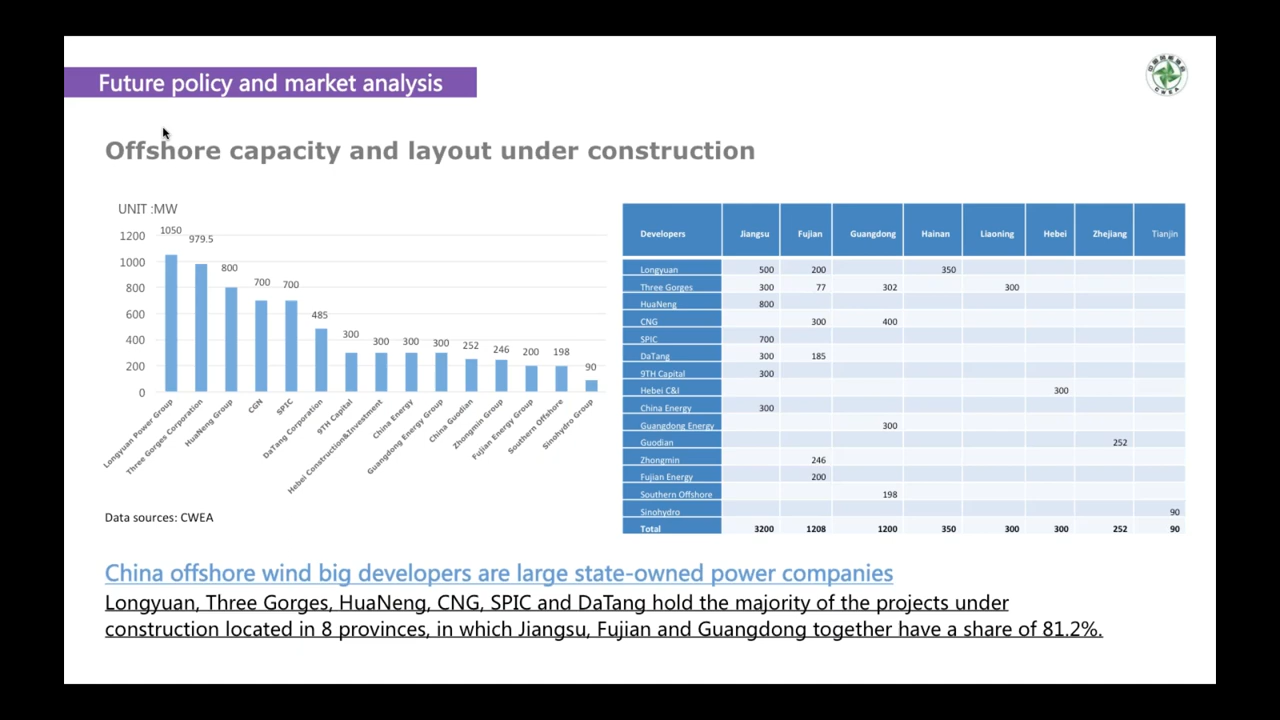 Future policy and market analysis
Offshore capacity and layout under construction
UNIT :MW
1200
1000
800
600
400
200
0
1050
979.5
800
700
700
485
300
300
300
300
252
246
200
198
90
Longyuan Power Group
Three Gorges Corporation
HuaNeng Group
CGN
SPIC
DaTang Corporation
9TH Capital
Hebei Construction&Investment
China Energy
Guangdong Energy Group
China Guodian
Zhongmin Group
Fujian Energy Group
Southern Offshore
Sinohydro Group
Data sources: CWEA
Developers Jiangsu Fujian Guangdong Hainan Liaoning Hebei Zhejiang Tianjin
Longyuan 500 200 350
Three Gorges 300 77 302 300
HuaNeng 800
CNG 300 400
SPIC 700
DaTang 300 185
9TH Capital 300
Hebei C&I 300
China Energy 300
Guangdong Energy 300
Guodian 252
Zhongmin 246
Fujian Energy 200
Southern Offshore 198
Sinohydro 90
Total 3200 1208 1200 350 300 300 252 90
China offshore wind big developers are large state-owned power companies
Longyuan, Three Gorges, HuaNeng, CNG, SPIC and DaTang hold the majority of the projects under
construction located in 8 provinces, in which Jiangsu, Fujian and Guangdong together have a share of 81.2%.
CWEA